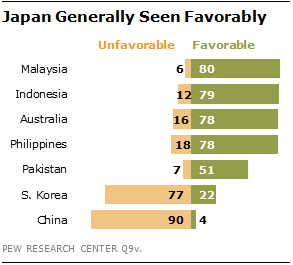 Japan Generally Seen Favorably
Unfavorable Favorable
Malaysia 6 80
Indonesia 12 79
Australia 16 78
Philippines 18 78
Pakistan 7 51
S. Korea 77 22
China 90 4
PEW RESEARCH CENTER Q9v.